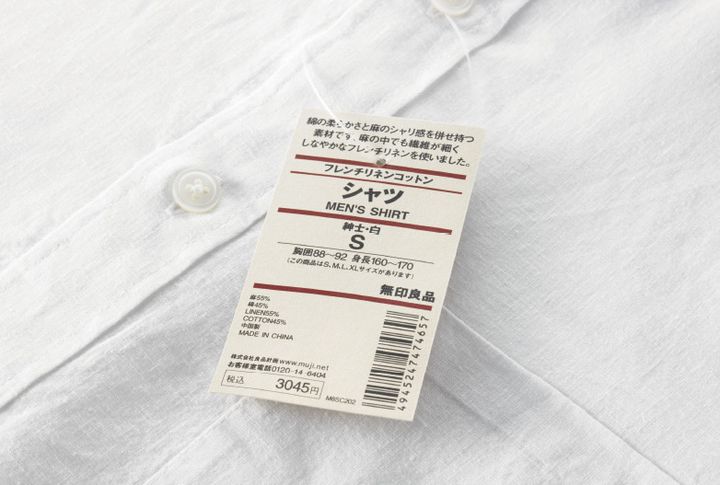 綿の柔らかさと麻のシャリ感を併せ持つ
素材です、麻の中でも繊維が細く
しなやかなフレンチリネンを使いました。
フレンチリネンコットン
シャツ
MEN'S SHIRT
紳士・白
S
胸囲88〜92 身長160〜170
(この商品はS、M、L、XLサイズがあります)
無印良品
麻55%
綿45%
LINEN55%
COTTON45%
中国製
MADE IN CHINA
株式会社良品計画 www.muji.net
お客様室電話0120-14-6404
税込 3045円
M8SC202
4945247474657